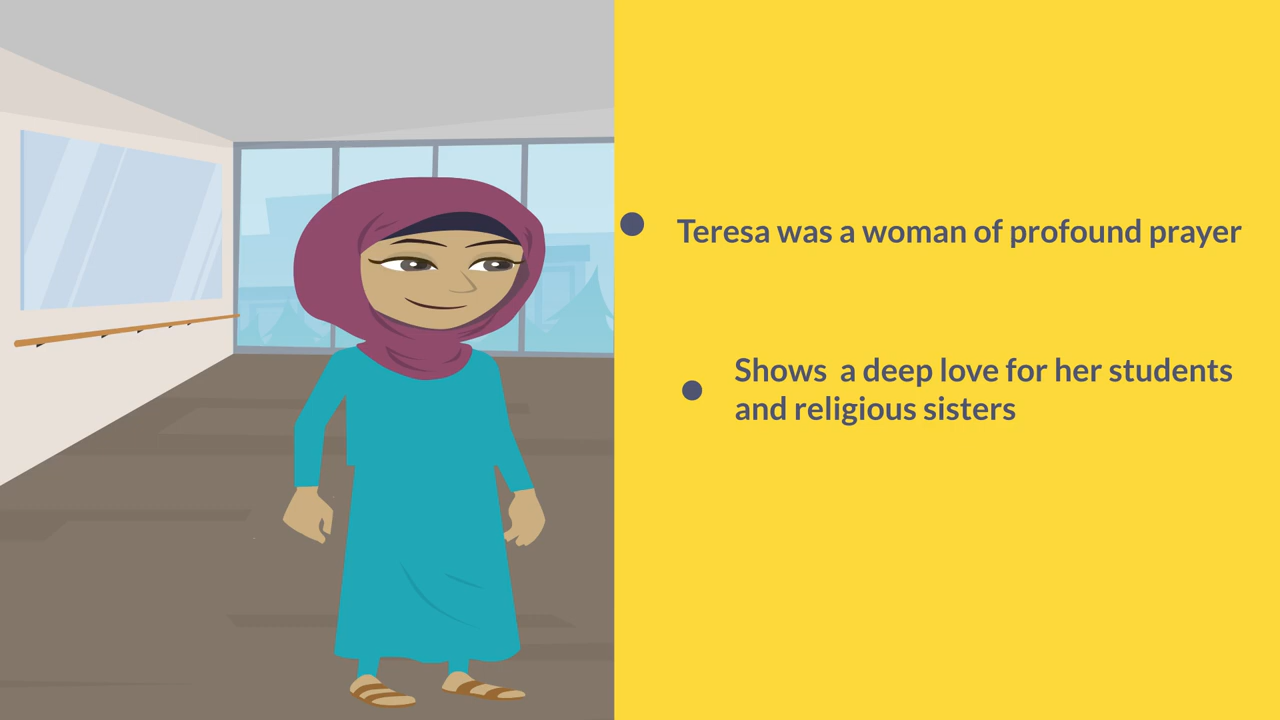 Teresa was a woman of profound prayer
Shows  a deep love for her students
and religious sisters